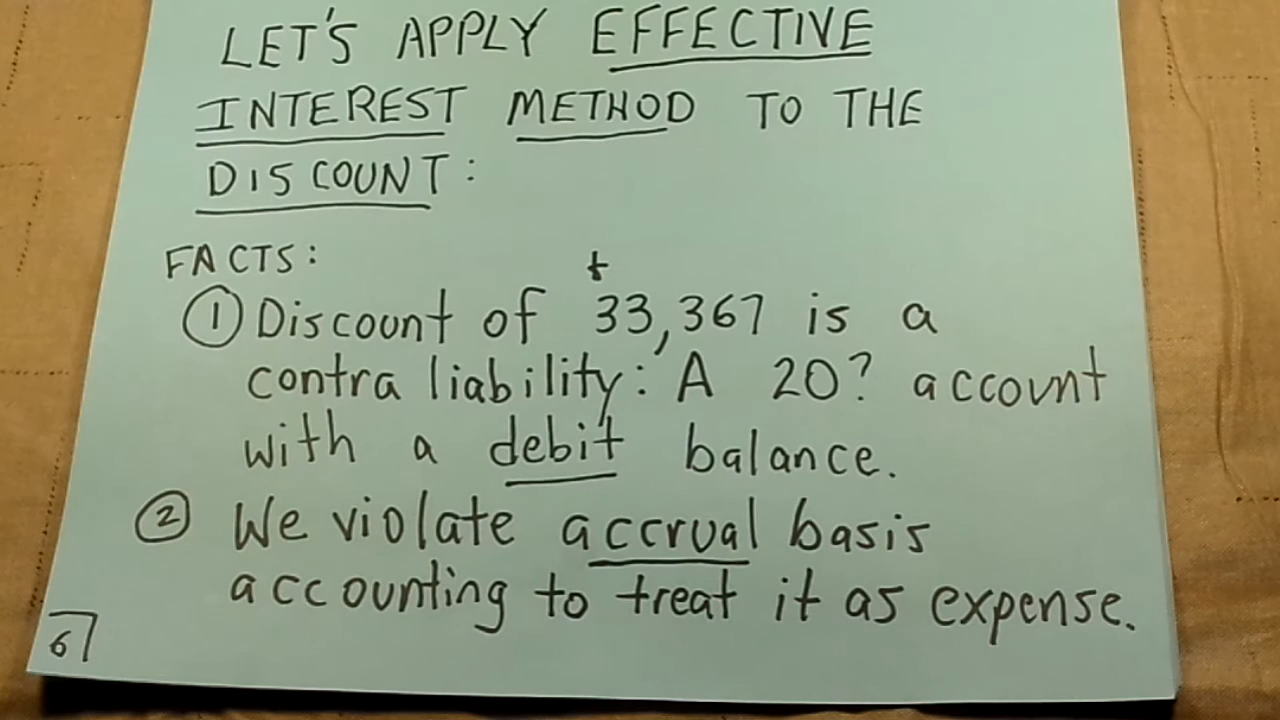 LET'S APPLY EFFECTIVE
INTEREST METHOD TO THE
DISCOUNT:
FACTS:
+
① Discount of 33,367 is a
contra liability: A 20? account
with a debit balance.
② We violate accrual basis
accounting to treat it as expense.
6